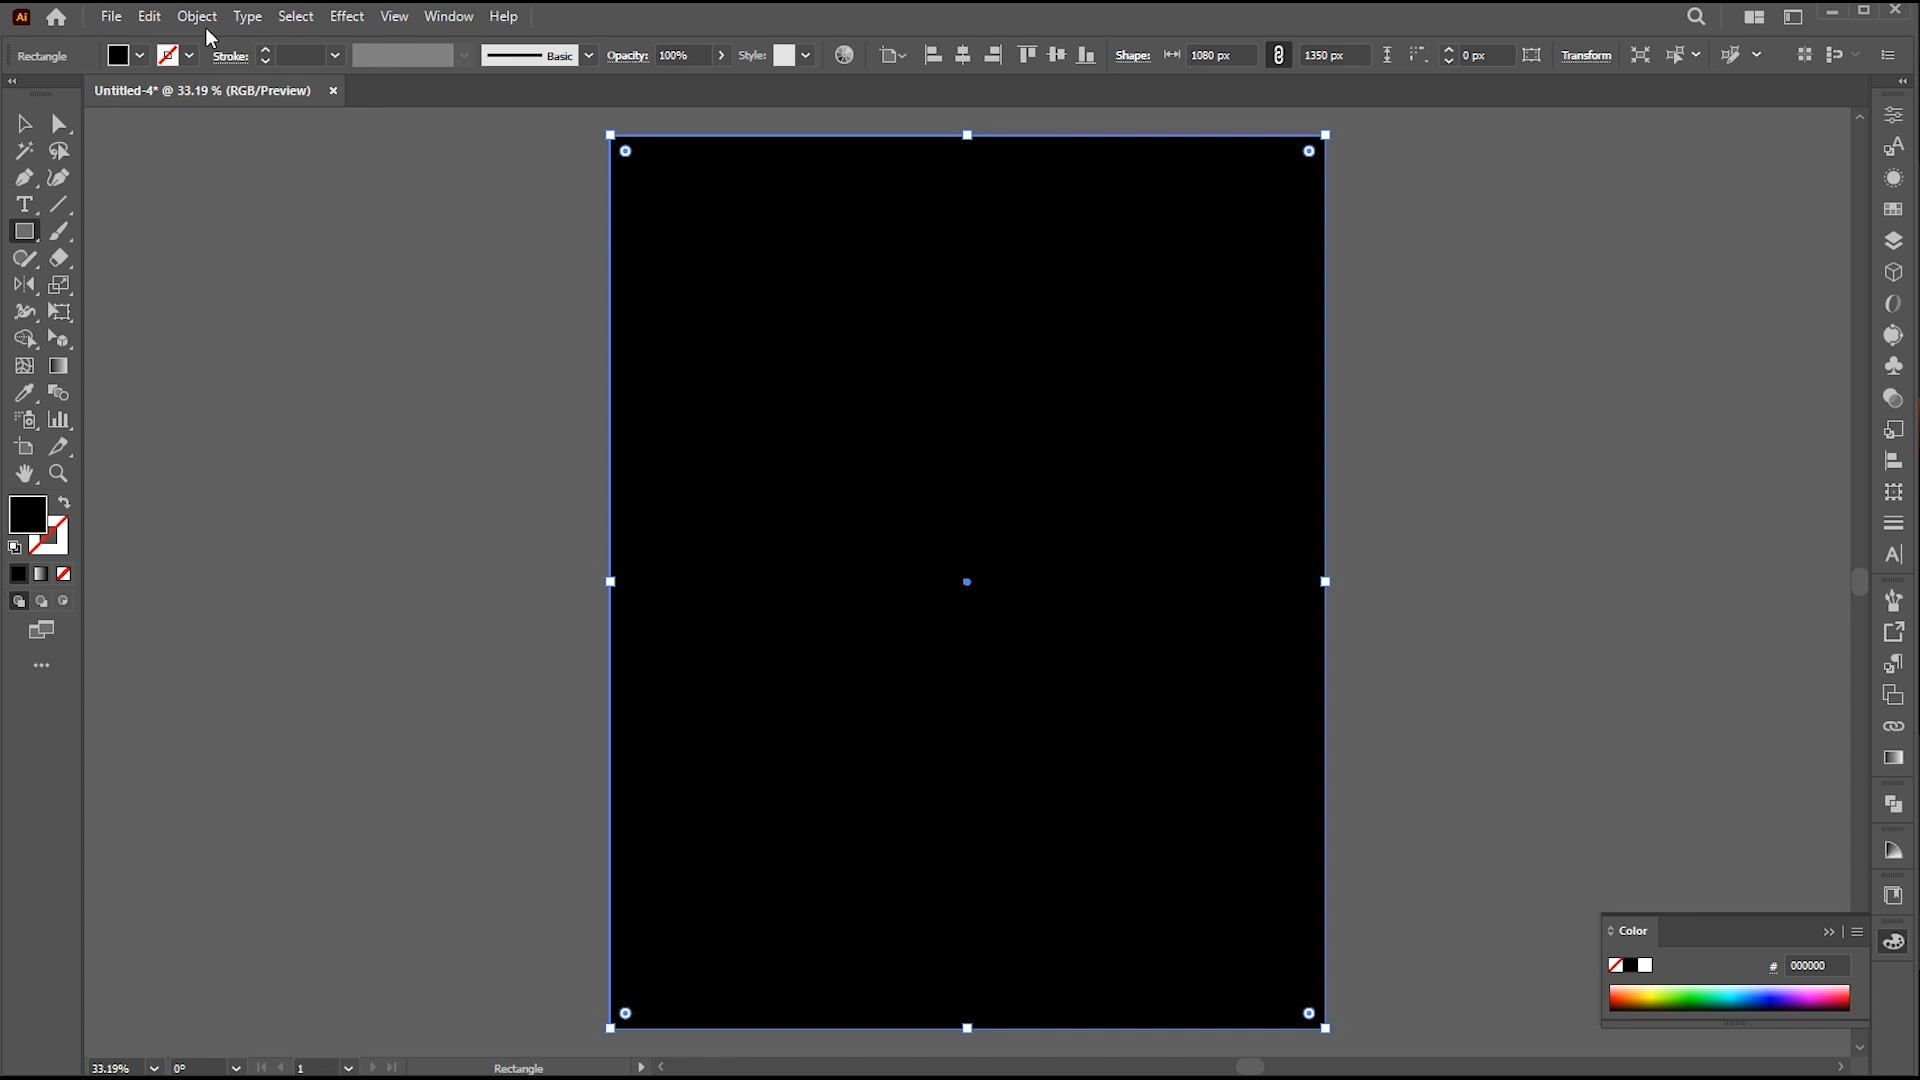 Ai File Edit Object Type Select Effect View Window Help
Rectangle Stroke: Basic Opacity: 100% Style: Shape: 1080 px 1350 px 0 px Transform
Untitled-4* @ 33.19 % (RGB/Preview) ×
Color
# 000000
33.19% 0° 1 Rectangle